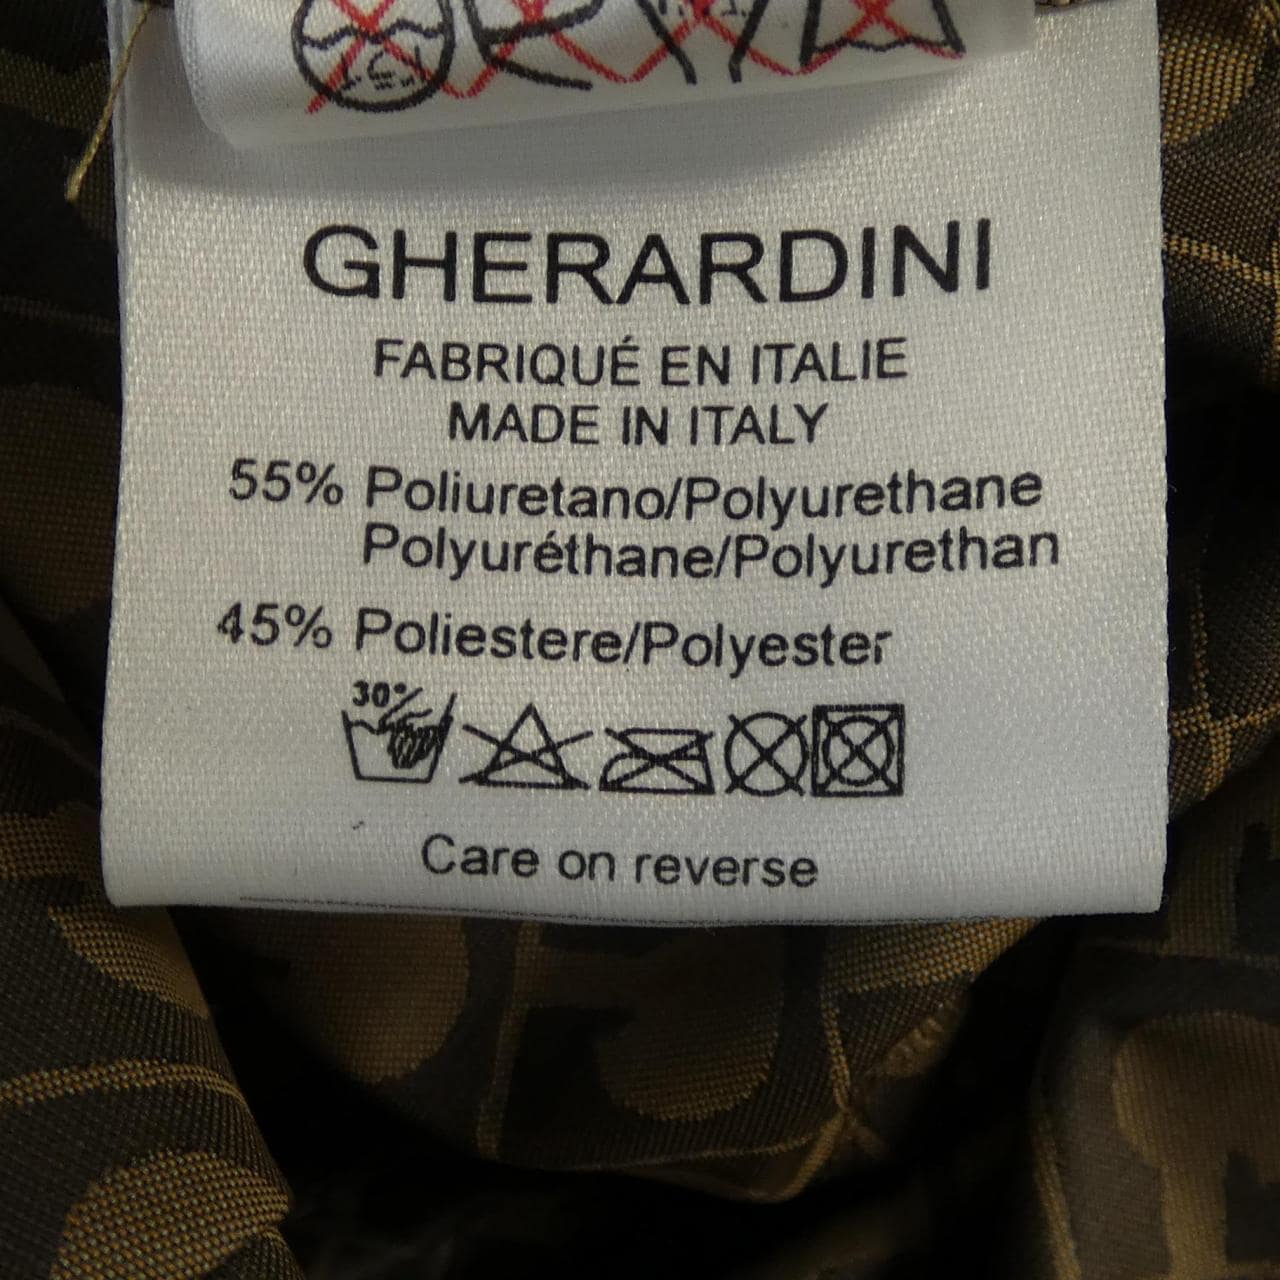 GHERARDINI
FABRIQUÉ EN ITALIE
MADE IN ITALY
55% Poliuretano/Polyurethane
Polyuréthane/Polyurethan
45% Poliestere/Polyester
30°
Care on reverse